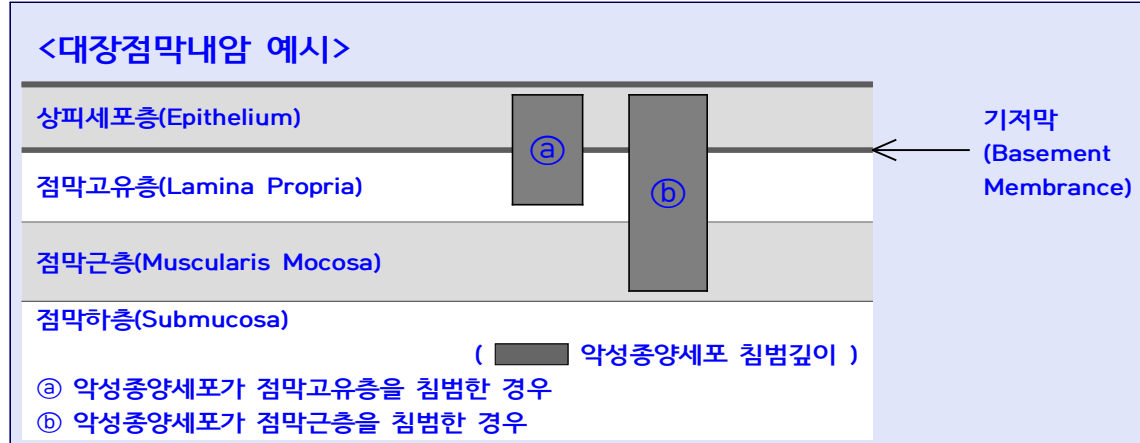 <대장점막내암 예시>
상피세포층(Epithelium)
ⓐ
기저막
(Basement
Membrance)
점막고유층(Lamina Propria)
ⓑ
점막근층(Muscularis Mocosa)
점막하층(Submucosa)
( 악성종양세포 침범깊이 )
ⓐ 악성종양세포가 점막고유층을 침범한 경우
ⓑ 악성종양세포가 점막근층을 침범한 경우